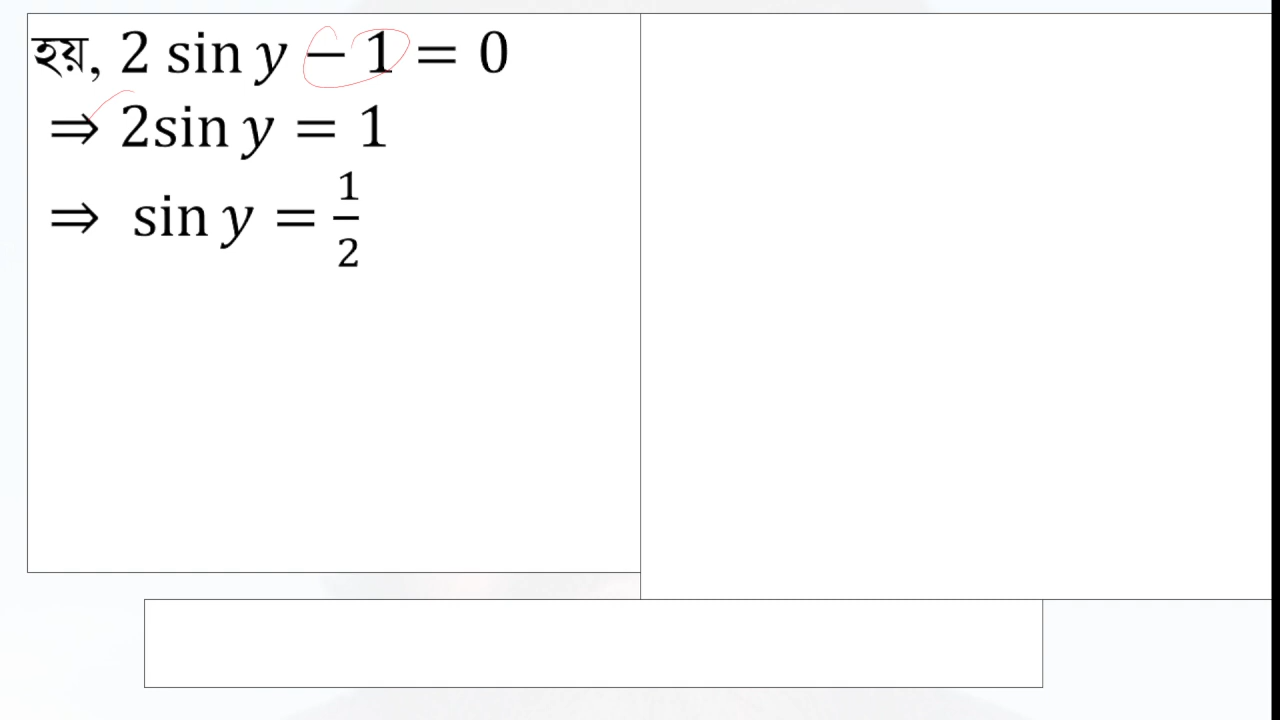 হয়, 2 sin y − 1 = 0
⇒ 2sin y = 1
⇒ sin y = 1/2